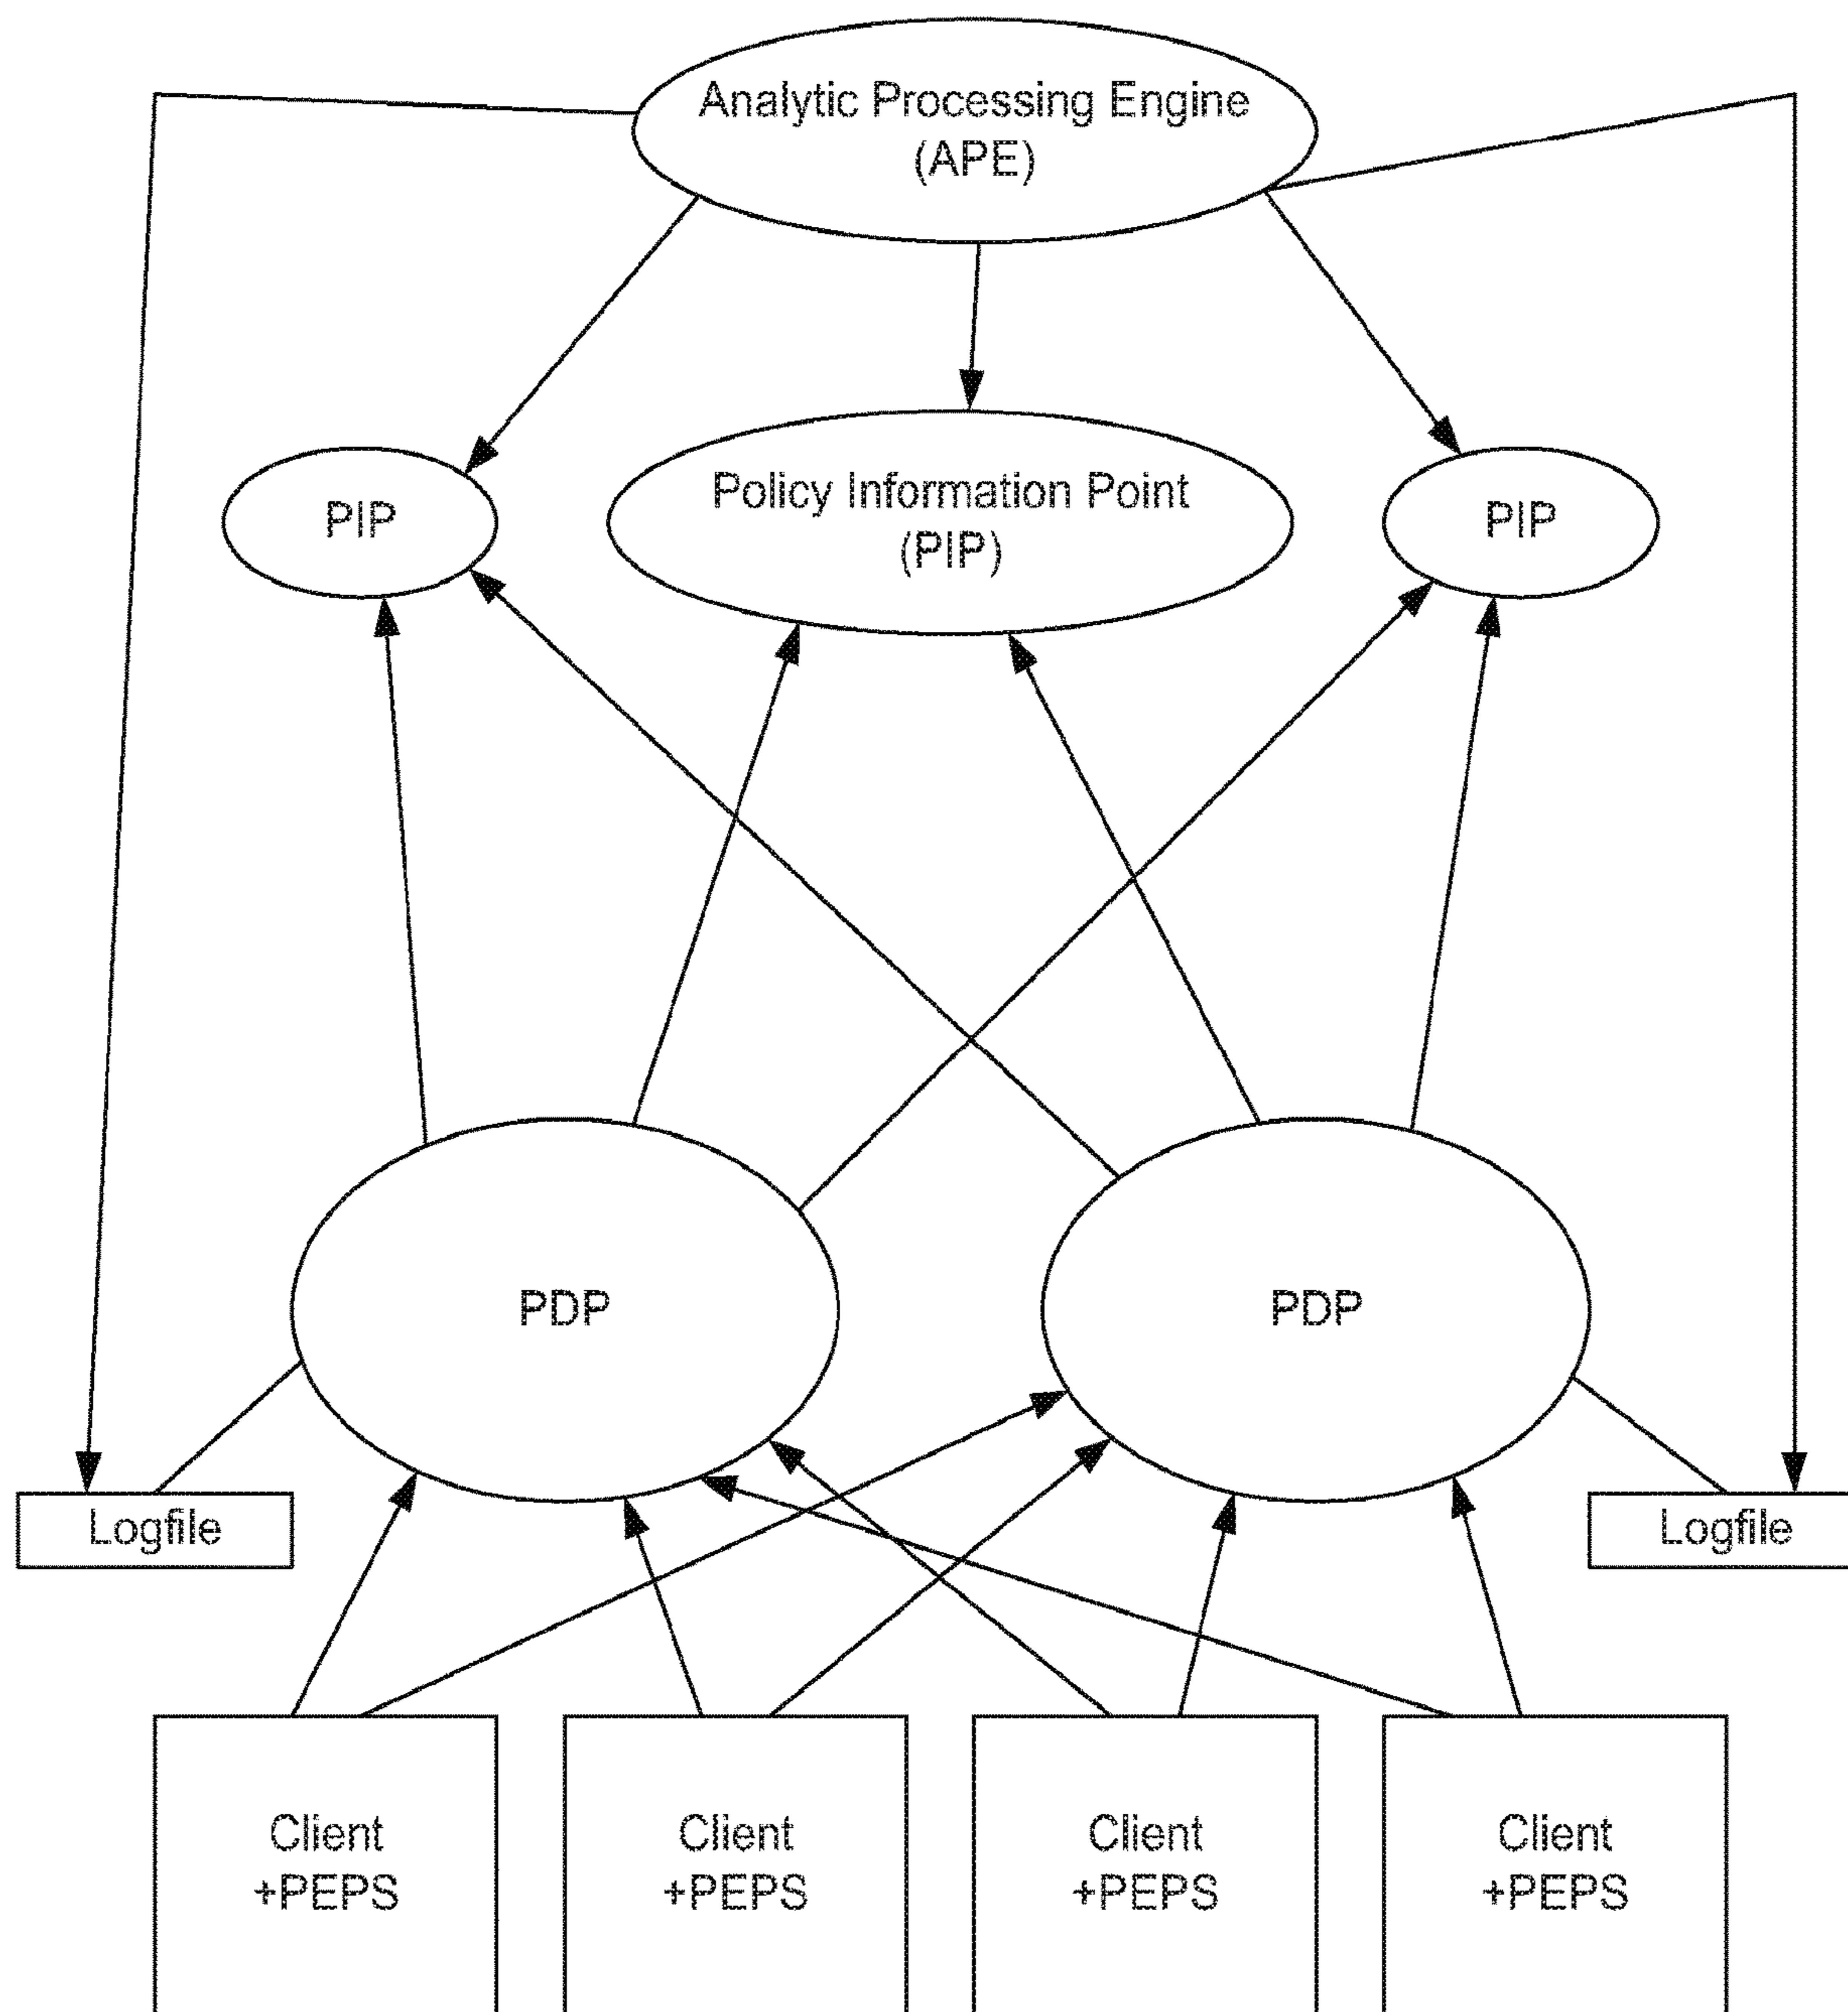 Analytic Processing Engine
(APE)
PIP
Policy Information Point
(PIP)
PIP
PDP
PDP
Logfile
Logfile
Client
+PEPS
Client
+PEPS
Client
+PEPS
Client
+PEPS